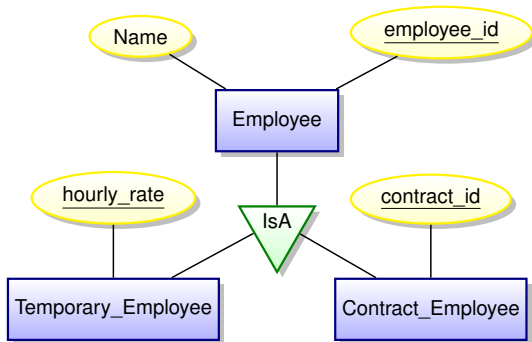 Name
employee_id
Employee
hourly_rate
IsA
contract_id
Temporary_Employee
Contract_Employee